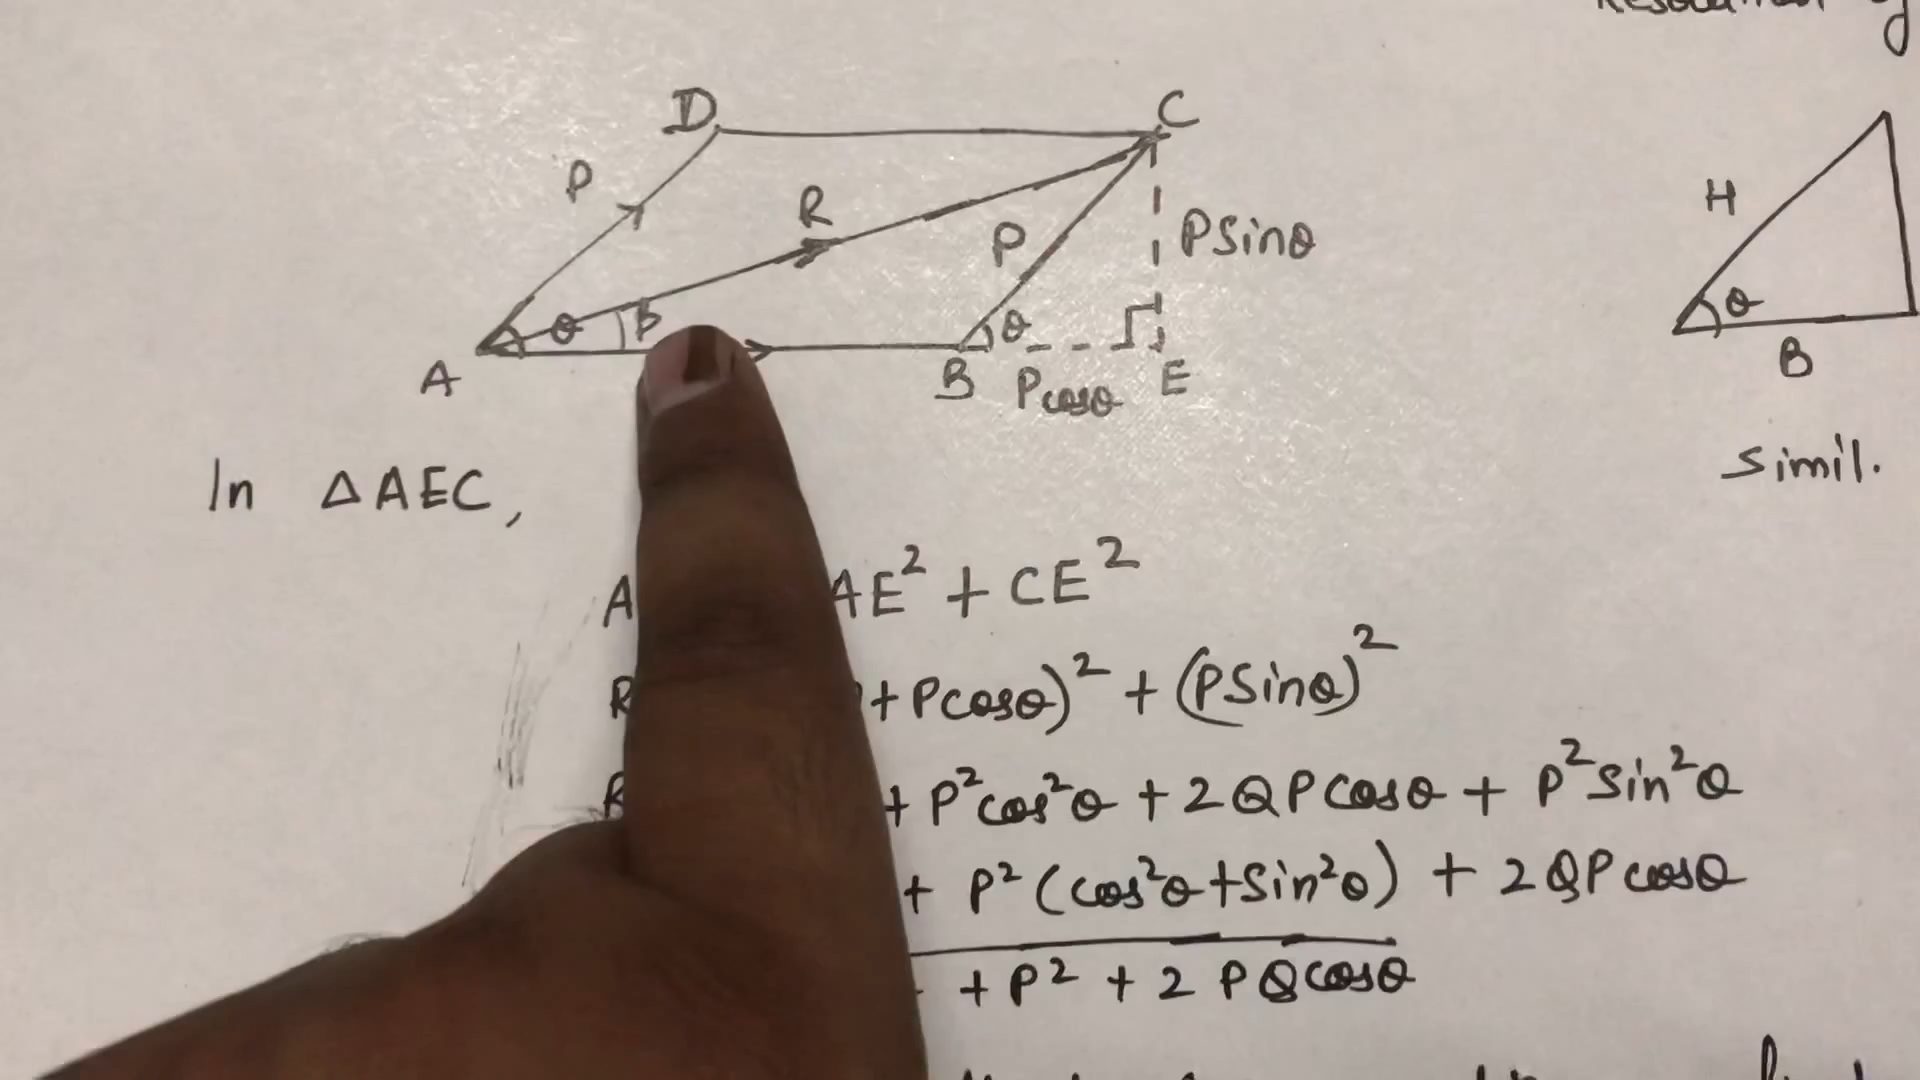 D
C
P
R
P
PSinθ
A
θ
β
B
θ
E
Pcosθ
H
θ
B
Simil.
In ΔAEC,
A AE² + CE²
R + Pcosθ)² + (PSinθ)²
R + P²cos²θ + 2QPcosθ + P²Sin²θ
+ P²(cos²θ+Sin²θ) + 2QPcosθ
+ P² + 2PQcosθ